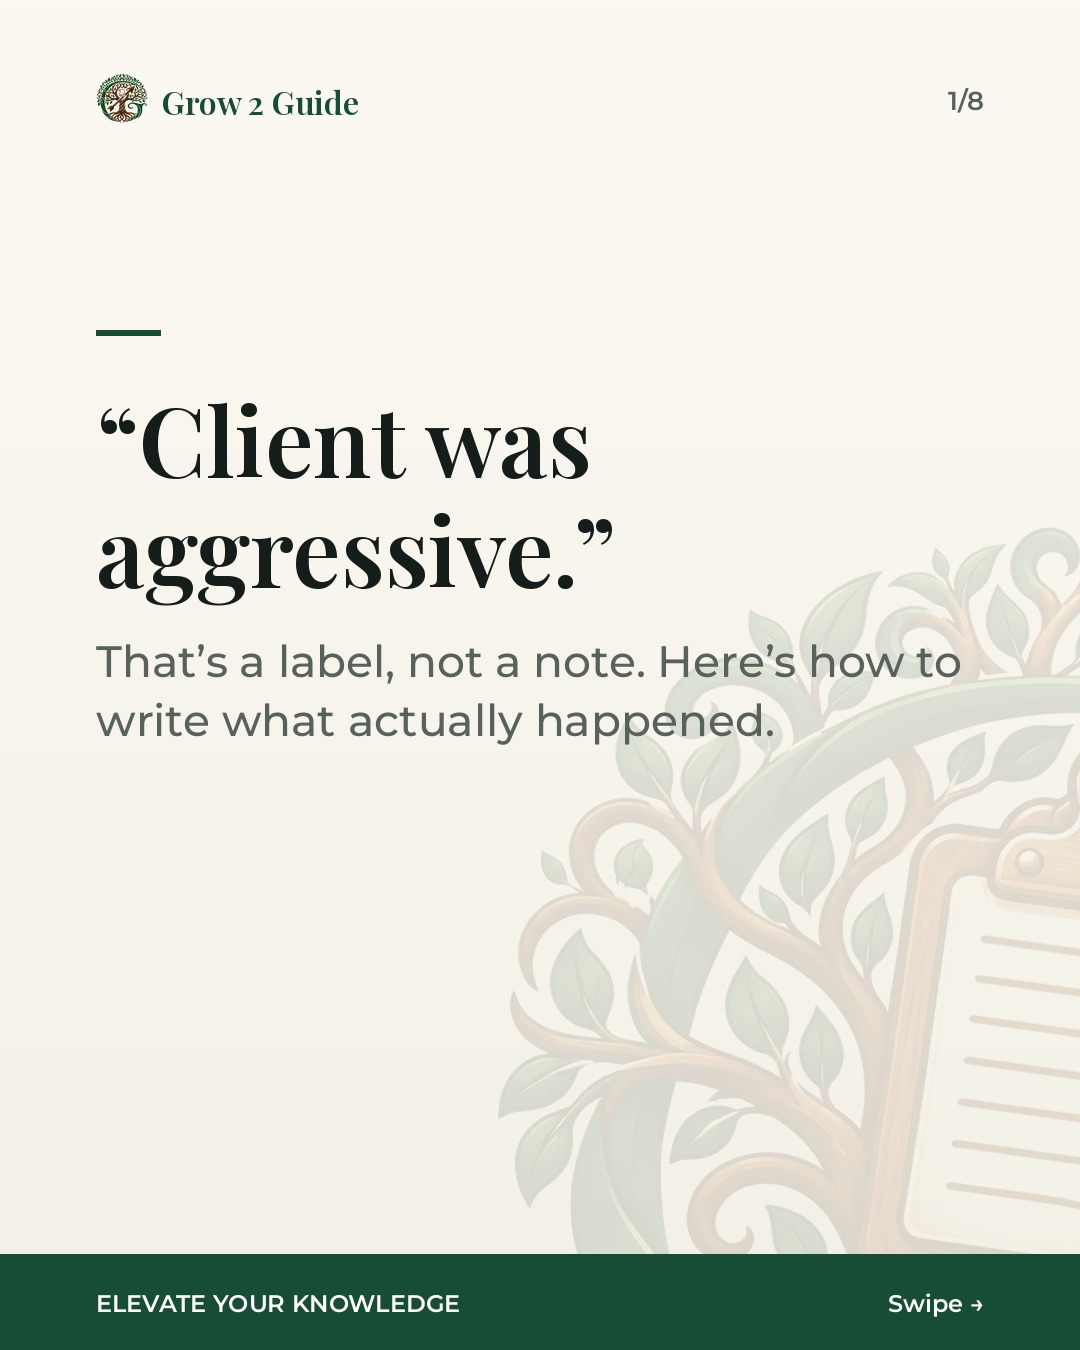 Grow 2 Guide
1/8
“Client was
aggressive.”
That’s a label, not a note. Here’s how to
write what actually happened.
ELEVATE YOUR KNOWLEDGE
Swipe →